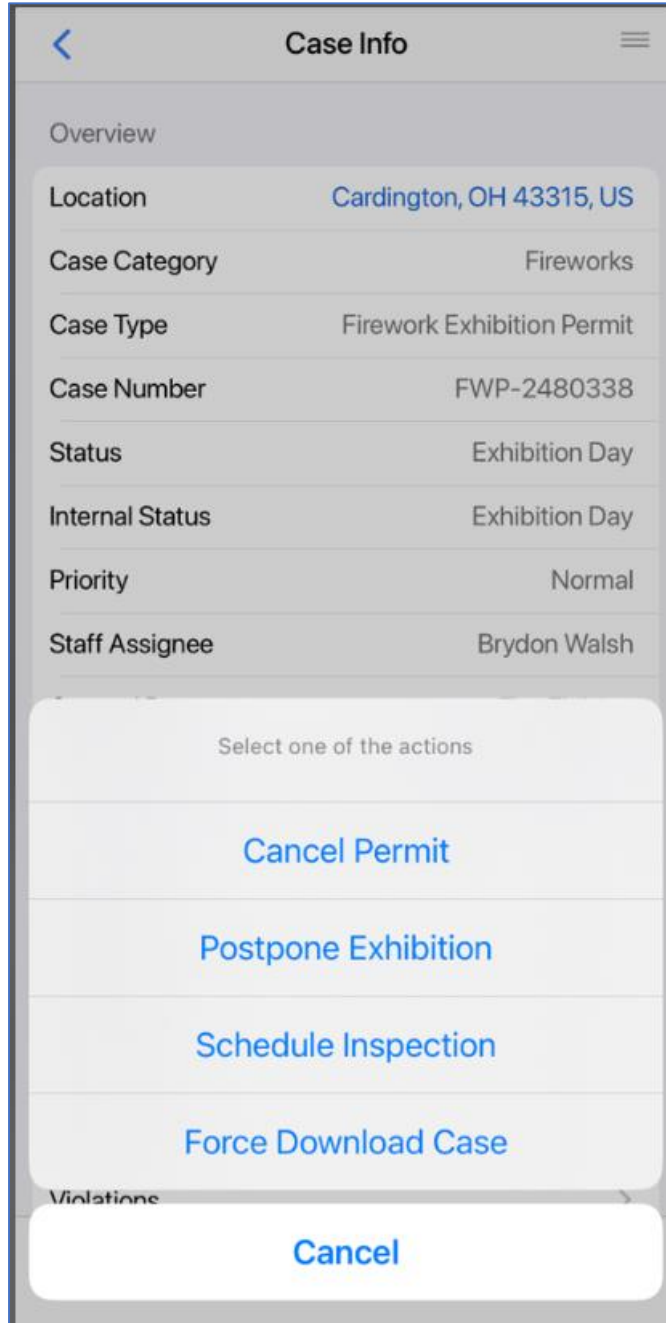 Case Info
Overview
Location Cardington, OH 43315, US
Case Category Fireworks
Case Type Firework Exhibition Permit
Case Number FWP-2480338
Status Exhibition Day
Internal Status Exhibition Day
Priority Normal
Staff Assignee Brydon Walsh
Select one of the actions
Cancel Permit
Postpone Exhibition
Schedule Inspection
Force Download Case
Violations
Cancel